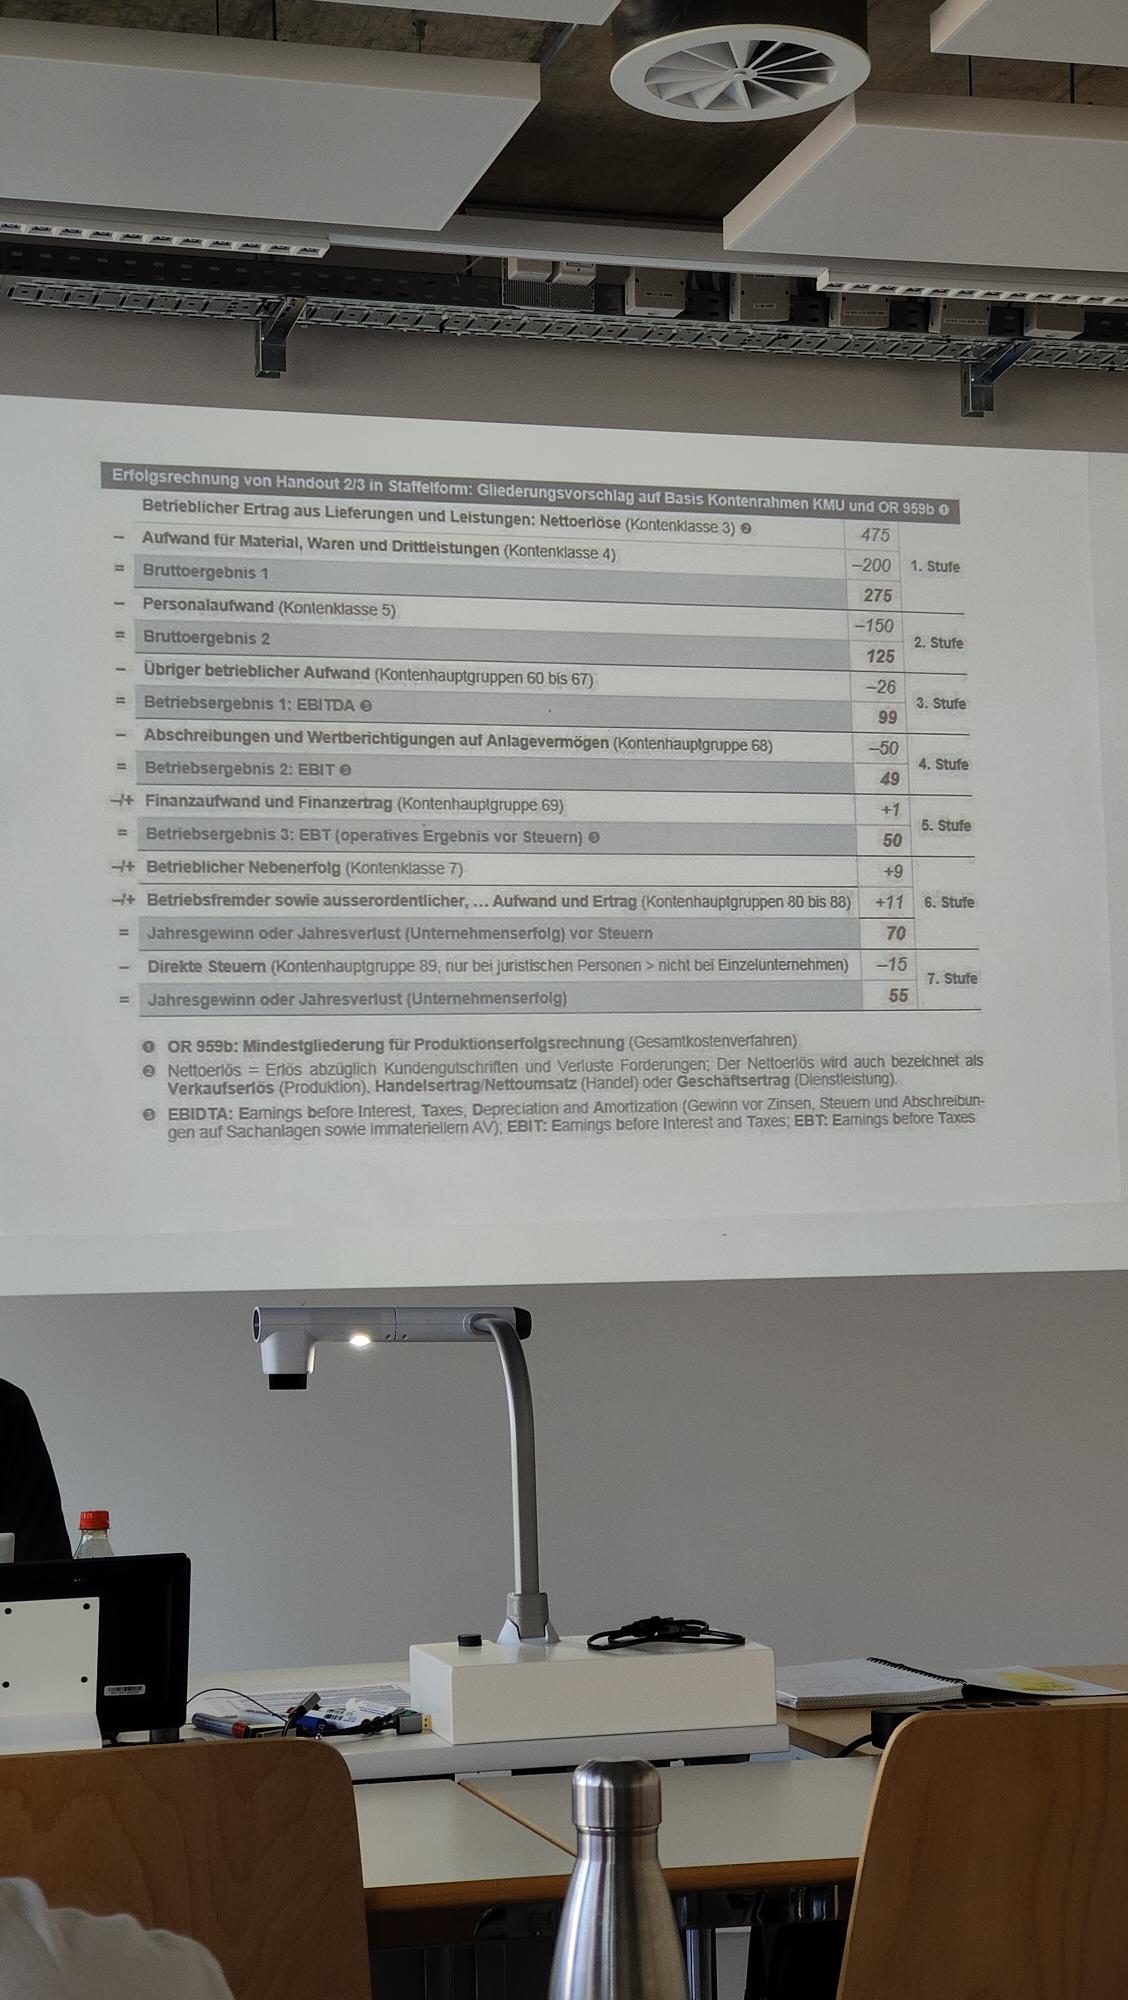 Erfolgsrechnung von Handout 2/3 in Staffelform: Gliederungsvorschlag auf Basis Kontenrahmen KMU und OR 959b ❶
Betrieblicher Ertrag aus Lieferungen und Leistungen: Nettoerlöse (Kontenklasse 3) ❷ 475
– Aufwand für Material, Waren und Drittleistungen (Kontenklasse 4) –200 1. Stufe
= Bruttoergebnis 1 275
– Personalaufwand (Kontenklasse 5) –150 2. Stufe
= Bruttoergebnis 2 125
– Übriger betrieblicher Aufwand (Kontenhauptgruppen 60 bis 67) –26 3. Stufe
= Betriebsergebnis 1: EBITDA ❸ 99
– Abschreibungen und Wertberichtigungen auf Anlagevermögen (Kontenhauptgruppe 68) –50 4. Stufe
= Betriebsergebnis 2: EBIT ❸ 49
–/+ Finanzaufwand und Finanzertrag (Kontenhauptgruppe 69) +1 5. Stufe
= Betriebsergebnis 3: EBT (operatives Ergebnis vor Steuern) ❸ 50
–/+ Betrieblicher Nebenerfolg (Kontenklasse 7) +9
–/+ Betriebsfremder sowie ausserordentlicher, ... Aufwand und Ertrag (Kontenhauptgruppen 80 bis 88) +11 6. Stufe
= Jahresgewinn oder Jahresverlust (Unternehmenserfolg) vor Steuern 70
– Direkte Steuern (Kontenhauptgruppe 89, nur bei juristischen Personen > nicht bei Einzelunternehmen) –15 7. Stufe
= Jahresgewinn oder Jahresverlust (Unternehmenserfolg) 55
❶ OR 959b: Mindestgliederung für Produktionserfolgsrechnung (Gesamtkostenverfahren)
❷ Nettoerlös = Erlös abzüglich Kundengutschriften und Verluste Forderungen; Der Nettoerlös wird auch bezeichnet als
Verkaufserlös (Produktion), Handelsertrag/Nettoumsatz (Handel) oder Geschäftsertrag (Dienstleistung).
❸ EBIDTA: Earnings before Interest, Taxes, Depreciation and Amortization (Gewinn vor Zinsen, Steuern und Abschreibun-
gen auf Sachanlagen sowie immateriellem AV); EBIT: Earnings before Interest and Taxes; EBT: Earnings before Taxes